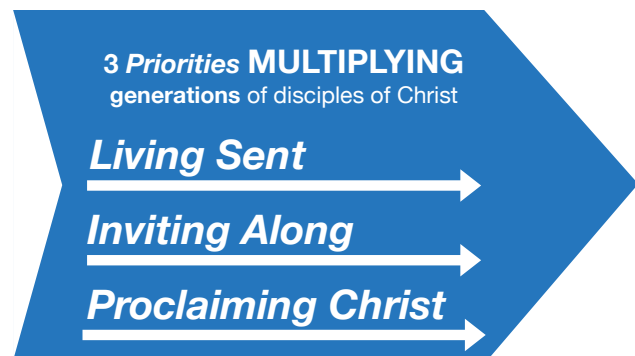 3 Priorities MULTIPLYING
generations of disciples of Christ
Living Sent
Inviting Along
Proclaiming Christ